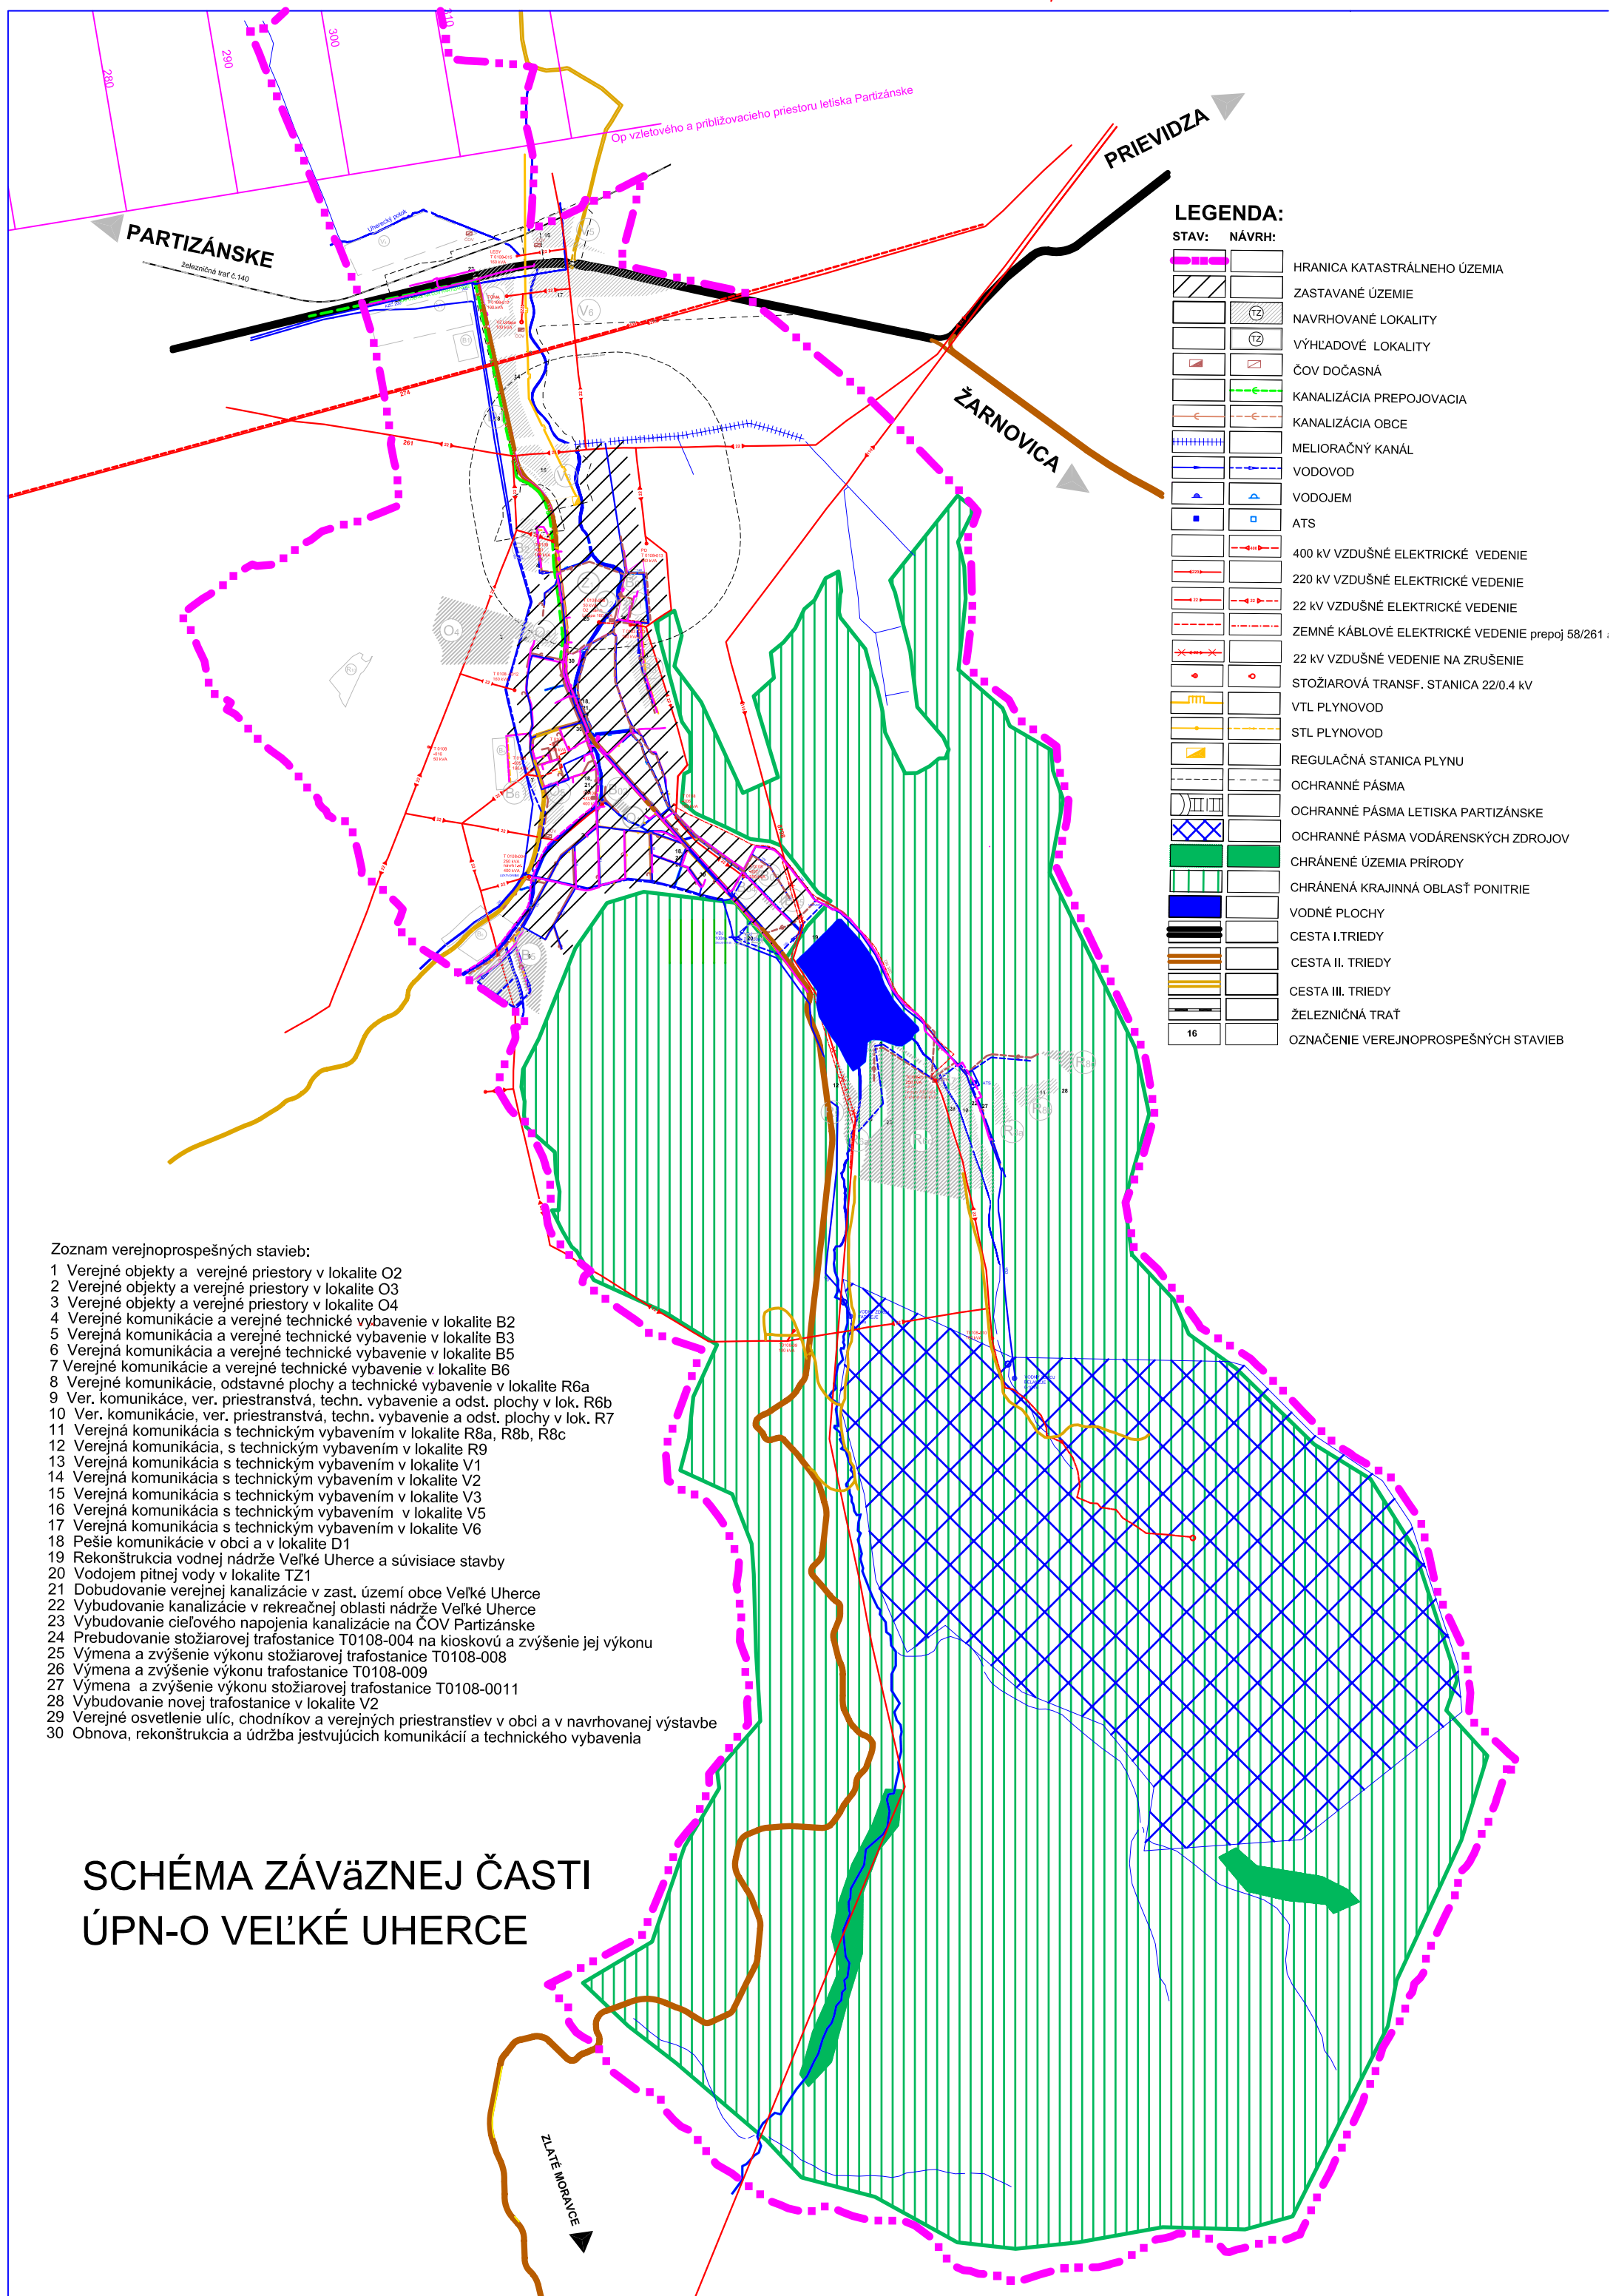 280
290
300
310
Op vzletového a približovacieho priestoru letiska Partizánske
PRIEVIDZA
PARTIZÁNSKE
železničná trať č.140
Uherecký potok
ŽARNOVICA
274
261
V6
O4
B6
B5
ZLATÉ MORAVCE
LEGENDA:
STAV: NÁVRH:
HRANICA KATASTRÁLNEHO ÚZEMIA
ZASTAVANÉ ÚZEMIE
TZ NAVRHOVANÉ LOKALITY
TZ VÝHĽADOVÉ LOKALITY
ČOV DOČASNÁ
KANALIZÁCIA PREPOJOVACIA
KANALIZÁCIA OBCE
MELIORAČNÝ KANÁL
VODOVOD
VODOJEM
ATS
400 kV VZDUŠNÉ ELEKTRICKÉ VEDENIE
220 kV VZDUŠNÉ ELEKTRICKÉ VEDENIE
22 kV VZDUŠNÉ ELEKTRICKÉ VEDENIE
ZEMNÉ KÁBLOVÉ ELEKTRICKÉ VEDENIE prepoj 58/261
22 kV VZDUŠNÉ VEDENIE NA ZRUŠENIE
STOŽIAROVÁ TRANSF. STANICA 22/0.4 kV
VTL PLYNOVOD
STL PLYNOVOD
REGULAČNÁ STANICA PLYNU
OCHRANNÉ PÁSMA
OCHRANNÉ PÁSMA LETISKA PARTIZÁNSKE
OCHRANNÉ PÁSMA VODÁRENSKÝCH ZDROJOV
CHRÁNENÉ ÚZEMIA PRÍRODY
CHRÁNENÁ KRAJINNÁ OBLASŤ PONITRIE
VODNÉ PLOCHY
CESTA I.TRIEDY
CESTA II. TRIEDY
CESTA III. TRIEDY
ŽELEZNIČNÁ TRAŤ
16 OZNAČENIE VEREJNOPROSPEŠNÝCH STAVIEB
Zoznam verejnoprospešných stavieb:
1 Verejné objekty a verejné priestory v lokalite O2
2 Verejné objekty a verejné priestory v lokalite O3
3 Verejné objekty a verejné priestory v lokalite O4
4 Verejné komunikácie a verejné technické vybavenie v lokalite B2
5 Verejná komunikácia a verejné technické vybavenie v lokalite B3
6 Verejná komunikácia a verejné technické vybavenie v lokalite B5
7 Verejné komunikácie a verejné technické vybavenie v lokalite B6
8 Verejné komunikácie, odstavné plochy a technické vybavenie v lokalite R6a
9 Ver. komunikáce, ver. priestranstvá, techn. vybavenie a odst. plochy v lok. R6b
10 Ver. komunikácie, ver. priestranstvá, techn. vybavenie a odst. plochy v lok. R7
11 Verejná komunikácia s technickým vybavením v lokalite R8a, R8b, R8c
12 Verejná komunikácia, s technickým vybavením v lokalite R9
13 Verejná komunikácia s technickým vybavením v lokalite V1
14 Verejná komunikácia s technickým vybavením v lokalite V2
15 Verejná komunikácia s technickým vybavením v lokalite V3
16 Verejná komunikácia s technickým vybavením v lokalite V5
17 Verejná komunikácia s technickým vybavením v lokalite V6
18 Pešie komunikácie v obci a v lokalite D1
19 Rekonštrukcia vodnej nádrže Veľké Uherce a súvisiace stavby
20 Vodojem pitnej vody v lokalite TZ1
21 Dobudovanie verejnej kanalizácie v zast. území obce Veľké Uherce
22 Vybudovanie kanalizácie v rekreačnej oblasti nádrže Veľké Uherce
23 Vybudovanie cieľového napojenia kanalizácie na ČOV Partizánske
24 Prebudovanie stožiarovej trafostanice T0108-004 na kioskovú a zvýšenie jej výkonu
25 Výmena a zvýšenie výkonu stožiarovej trafostanice T0108-008
26 Výmena a zvýšenie výkonu trafostanice T0108-009
27 Výmena a zvýšenie výkonu stožiarovej trafostanice T0108-0011
28 Vybudovanie novej trafostanice v lokalite V2
29 Verejné osvetlenie ulíc, chodníkov a verejných priestranstiev v obci a v navrhovanej výstavbe
30 Obnova, rekonštrukcia a údržba jestvujúcich komunikácií a technického vybavenia
SCHÉMA ZÁVäZNEJ ČASTI
ÚPN-O VEĽKÉ UHERCE